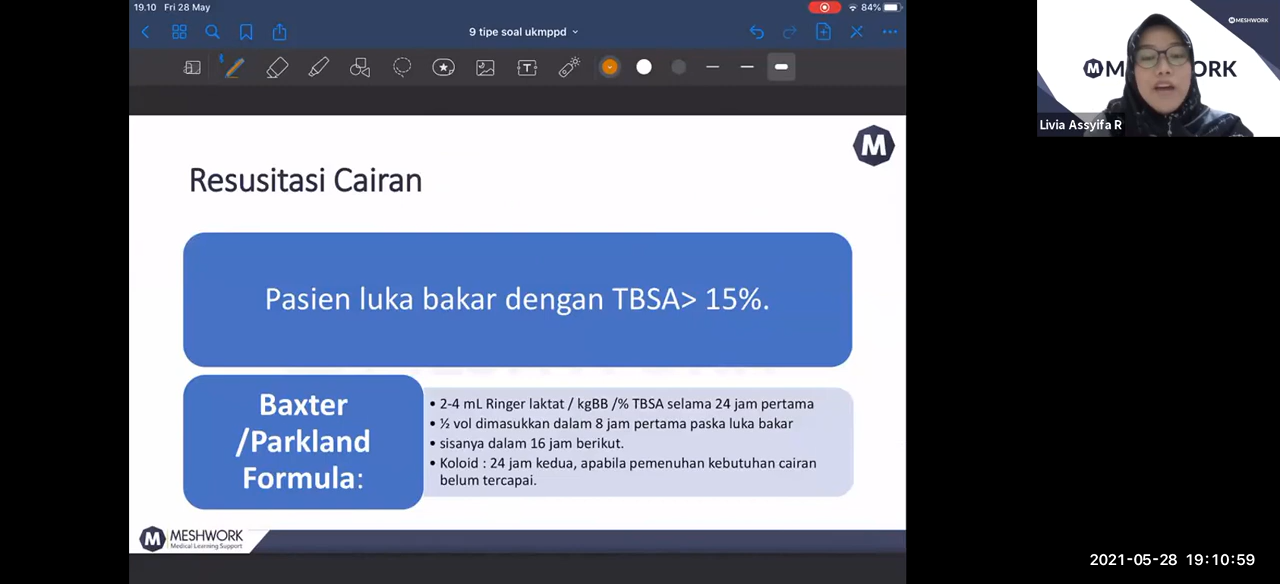 19.10 Fri 28 May
84%
9 tipe soal ukmppd
MESHWORK
M
ORK
Livia Assyifa R
M
Resusitasi Cairan
Pasien luka bakar dengan TBSA> 15%.
Baxter
/Parkland
Formula:
• 2-4 mL Ringer laktat / kgBB /% TBSA selama 24 jam pertama
• ½ vol dimasukkan dalam 8 jam pertama paska luka bakar
• sisanya dalam 16 jam berikut.
• Koloid : 24 jam kedua, apabila pemenuhan kebutuhan cairan
belum tercapai.
M MESHWORK
Medical Learning Support
2021-05-28 19:10:59